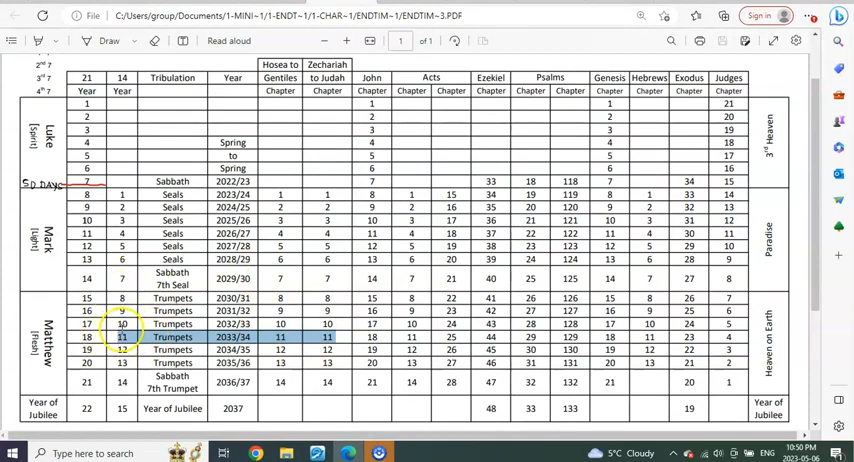 File | C:/Users/group/Documents/1-MINI~1/1-ENDT~1/1-CHAR~1/ENDTIM~1/ENDTIM~3.PDF
Sign in
Draw
Read aloud
1 of 1
2nd 7
3rd 7
4th 7
Hosea to Zechariah
21 14 Tribulation Year Gentiles to Judah John Acts Ezekiel Psalms Genesis Hebrews Exodus Judges
Year Year Chapter Chapter Chapter Chapter Chapter Chapter Chapter Chapter Chapter Chapter
Luke [Spirit]
3rd Heaven
1 1 1 21
2 2 2 20
3 3 3 19
4 Spring 4 4 18
5 to 5 5 17
6 Spring 6 6 16
50 DAYS
7 Sabbath 2022/23 7 33 18 118 7 34 15
Mark [Light]
Paradise
8 1 Seals 2023/24 1 1 8 1 15 34 19 119 8 1 33 14
9 2 Seals 2024/25 2 2 9 2 16 35 20 120 9 2 32 13
10 3 Seals 2025/26 3 3 10 3 17 36 21 121 10 3 31 12
11 4 Seals 2026/27 4 4 11 4 18 37 22 122 11 4 30 11
12 5 Seals 2027/28 5 5 12 5 19 38 23 123 12 5 29 10
13 6 Seals 2028/29 6 6 13 6 20 39 24 124 13 6 28 9
14 7 Sabbath 7th Seal 2029/30 7 7 14 7 21 40 25 125 14 7 27 8
Matthew [Flesh]
Heaven on Earth
15 8 Trumpets 2030/31 8 8 15 8 22 41 26 126 15 8 26 7
16 9 Trumpets 2031/32 9 9 16 9 23 42 27 127 16 9 25 6
17 10 Trumpets 2032/33 10 10 17 10 24 43 28 128 17 10 24 5
18 11 Trumpets 2033/34 11 11 18 11 25 44 29 129 18 11 23 4
19 12 Trumpets 2034/35 12 12 19 12 26 45 30 130 19 12 22 3
20 13 Trumpets 2035/36 13 13 20 13 27 46 31 131 20 13 21 2
21 14 Sabbath 7th Trumpet 2036/37 14 14 21 14 28 47 32 132 21 20 1
Year of Jubilee 22 15 Year of Jubilee 2037 48 33 133 19 Year of Jubilee
Type here to search
5°C Cloudy
ENG
10:50 PM
2023-05-06